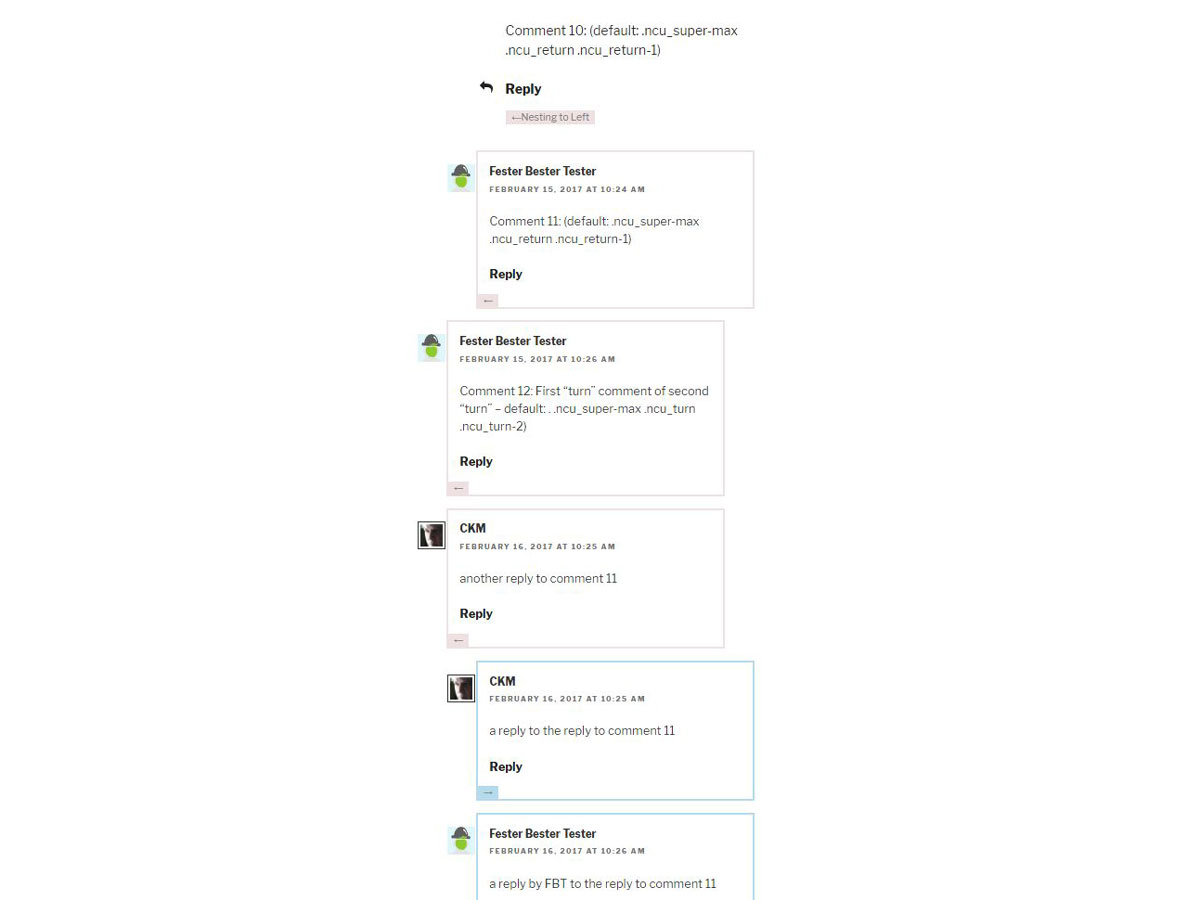 Comment 10: (default: .ncu_super-max
.ncu_return .ncu_return-1)
Reply
←Nesting to Left
Fester Bester Tester
FEBRUARY 15, 2017 AT 10:24 AM
Comment 11: (default: .ncu_super-max
.ncu_return .ncu_return-1)
Reply
←
Fester Bester Tester
FEBRUARY 15, 2017 AT 10:26 AM
Comment 12: First “turn” comment of second
“turn” – default: . .ncu_super-max .ncu_turn
.ncu_turn-2)
Reply
←
CKM
FEBRUARY 16, 2017 AT 10:25 AM
another reply to comment 11
Reply
←
CKM
FEBRUARY 16, 2017 AT 10:25 AM
a reply to the reply to comment 11
Reply
→
Fester Bester Tester
FEBRUARY 16, 2017 AT 10:26 AM
a reply by FBT to the reply to comment 11